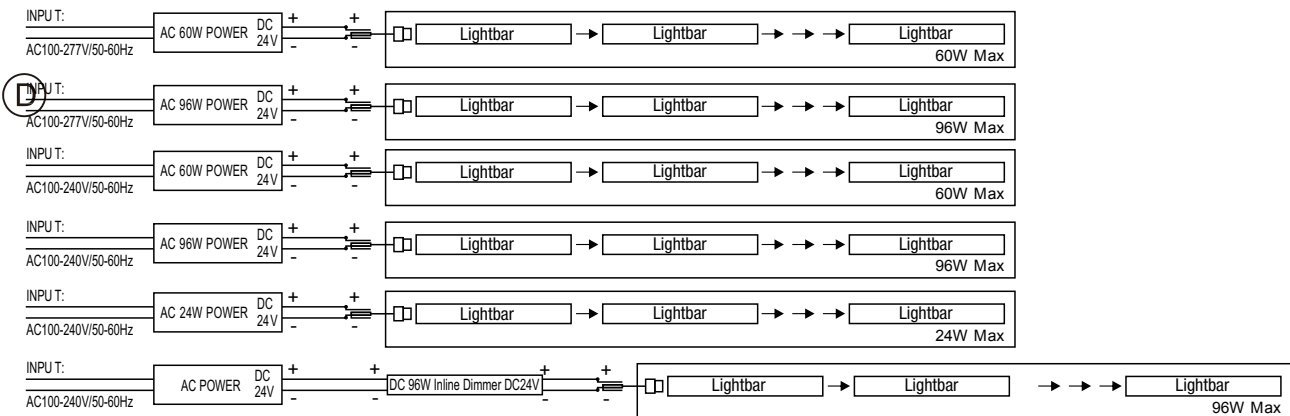 INPUT:
AC 60W POWER DC 24V + - + -
Lightbar Lightbar Lightbar
AC100-277V/50-60Hz
60W Max
D
INPUT:
AC 96W POWER DC 24V + - + -
Lightbar Lightbar Lightbar
AC100-277V/50-60Hz
96W Max
INPUT:
AC 60W POWER DC 24V + - + -
Lightbar Lightbar Lightbar
AC100-240V/50-60Hz
60W Max
INPUT:
AC 96W POWER DC 24V + - + -
Lightbar Lightbar Lightbar
AC100-240V/50-60Hz
96W Max
INPUT:
AC 24W POWER DC 24V + - + -
Lightbar Lightbar Lightbar
AC100-240V/50-60Hz
24W Max
INPUT:
AC POWER DC 24V + - + - DC 96W Inline Dimmer DC24V + - + -
Lightbar Lightbar Lightbar
AC100-240V/50-60Hz
96W Max